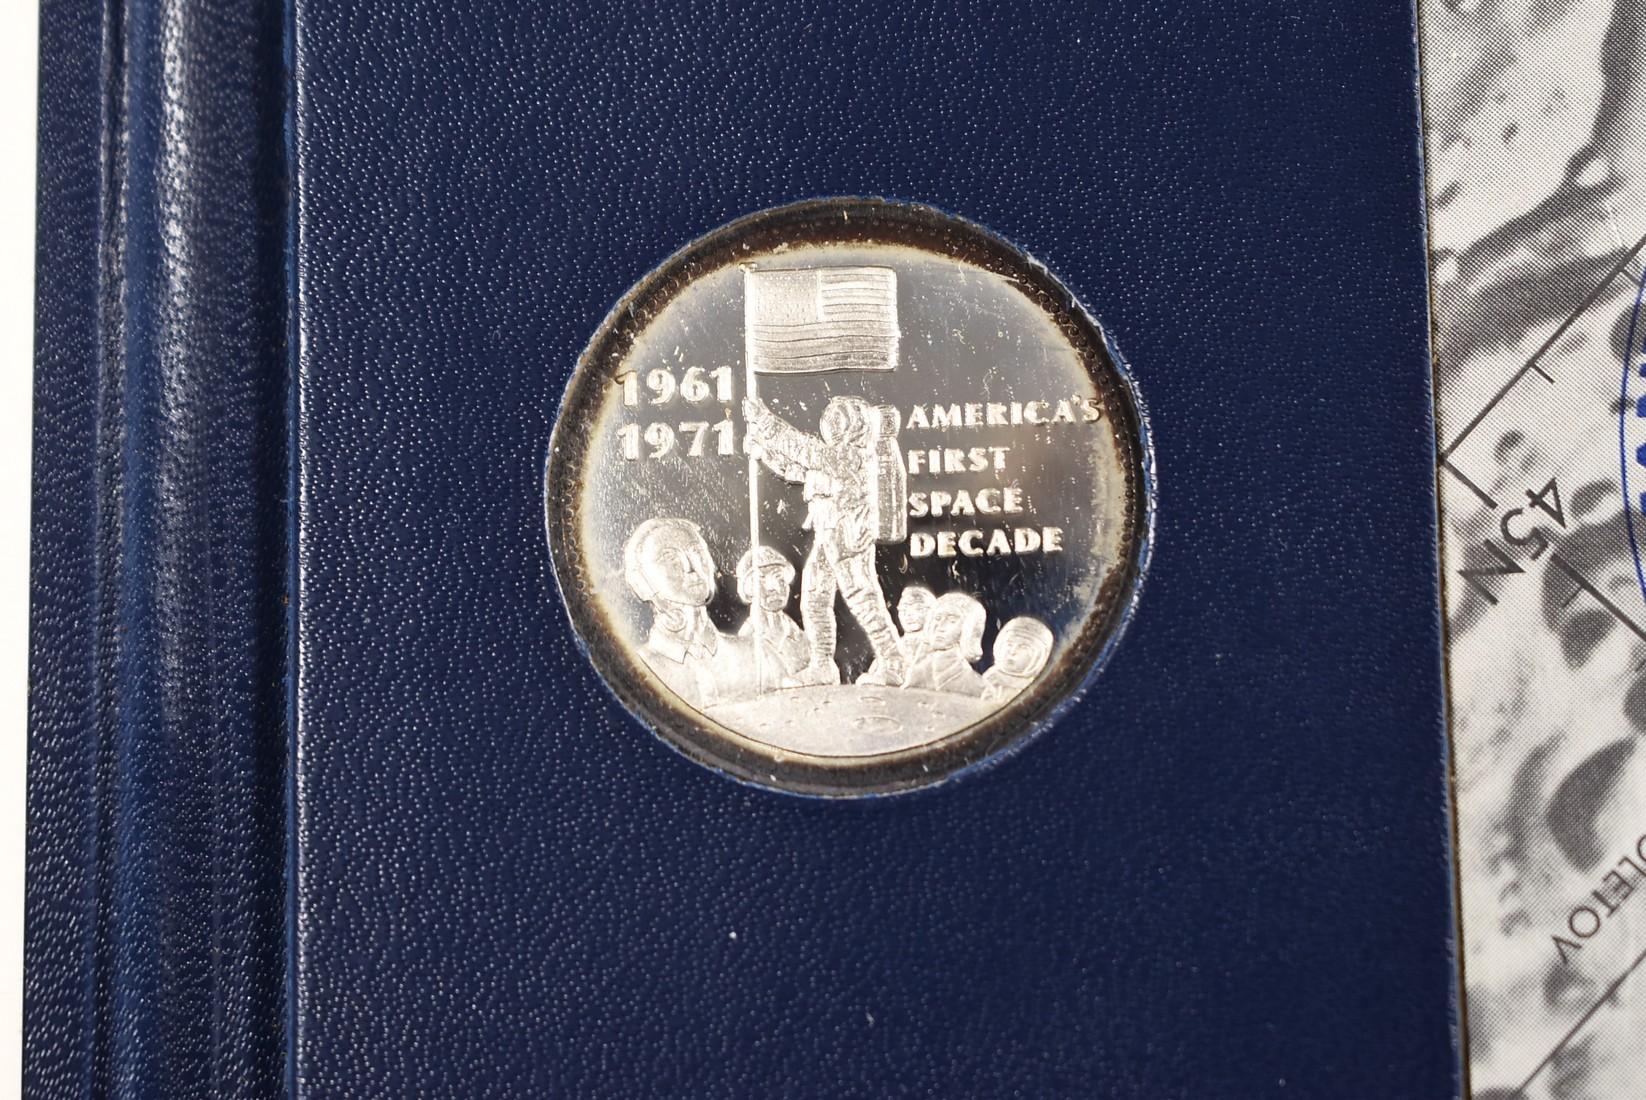 1961
1971
AMERICA'S
FIRST
SPACE
DECADE
45N